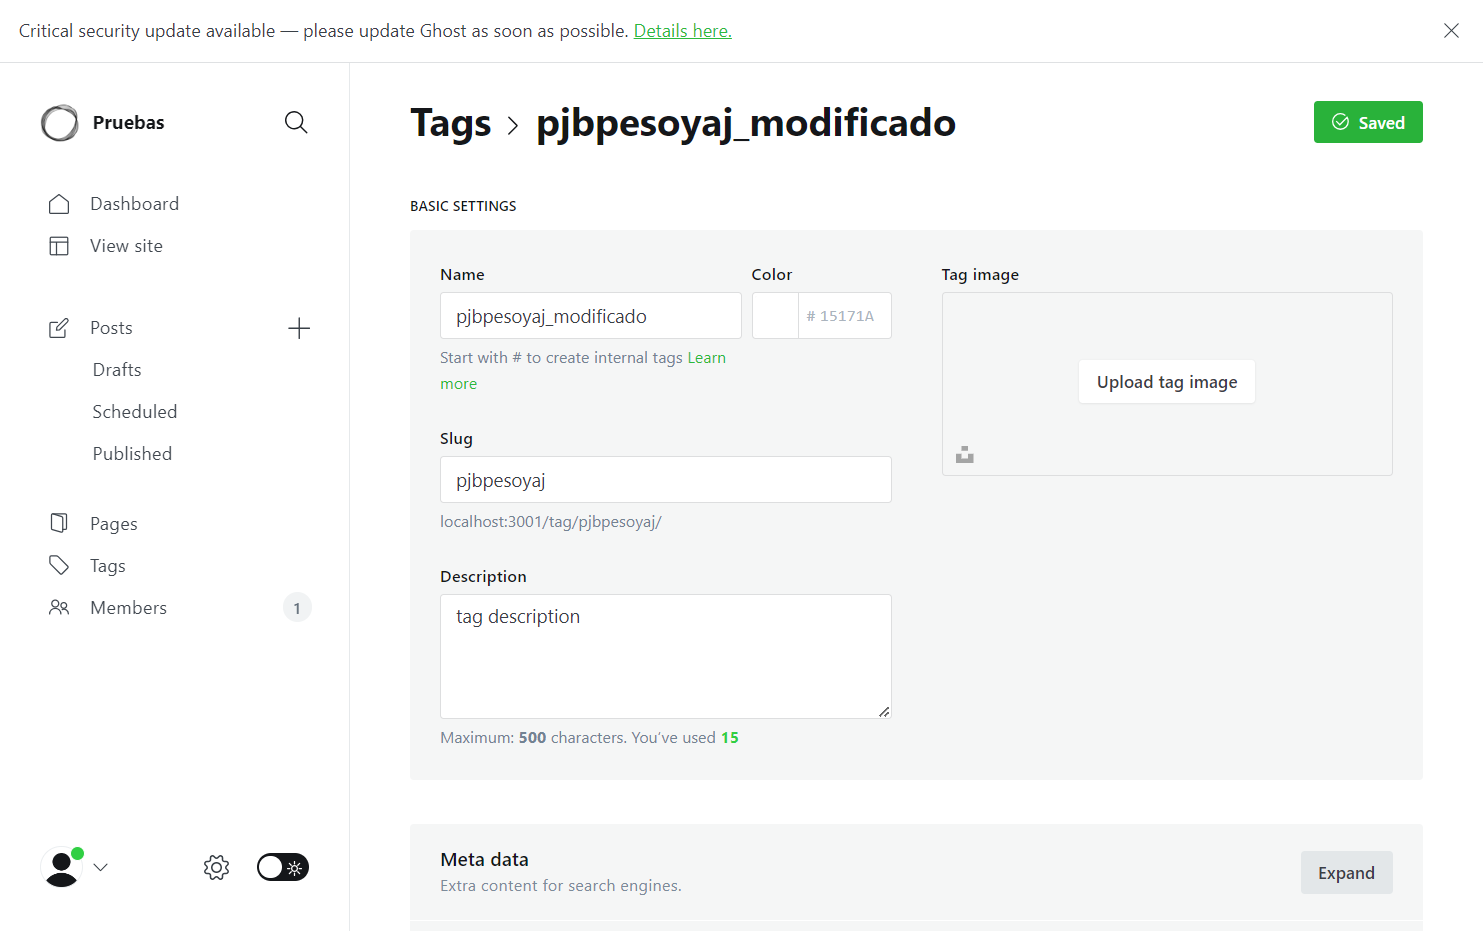 Critical security update available — please update Ghost as soon as possible. Details here.
Pruebas
Dashboard
View site
Posts
Drafts
Scheduled
Published
Pages
Tags
Members
1
Tags > pjbpesoyaj_modificado
Saved
BASIC SETTINGS
Name
pjbpesoyaj_modificado
Start with # to create internal tags Learn
more
Color
# 15171A
Slug
pjbpesoyaj
localhost:3001/tag/pjbpesoyaj/
Description
tag description
Maximum: 500 characters. You’ve used 15
Tag image
Upload tag image
Meta data
Extra content for search engines.
Expand